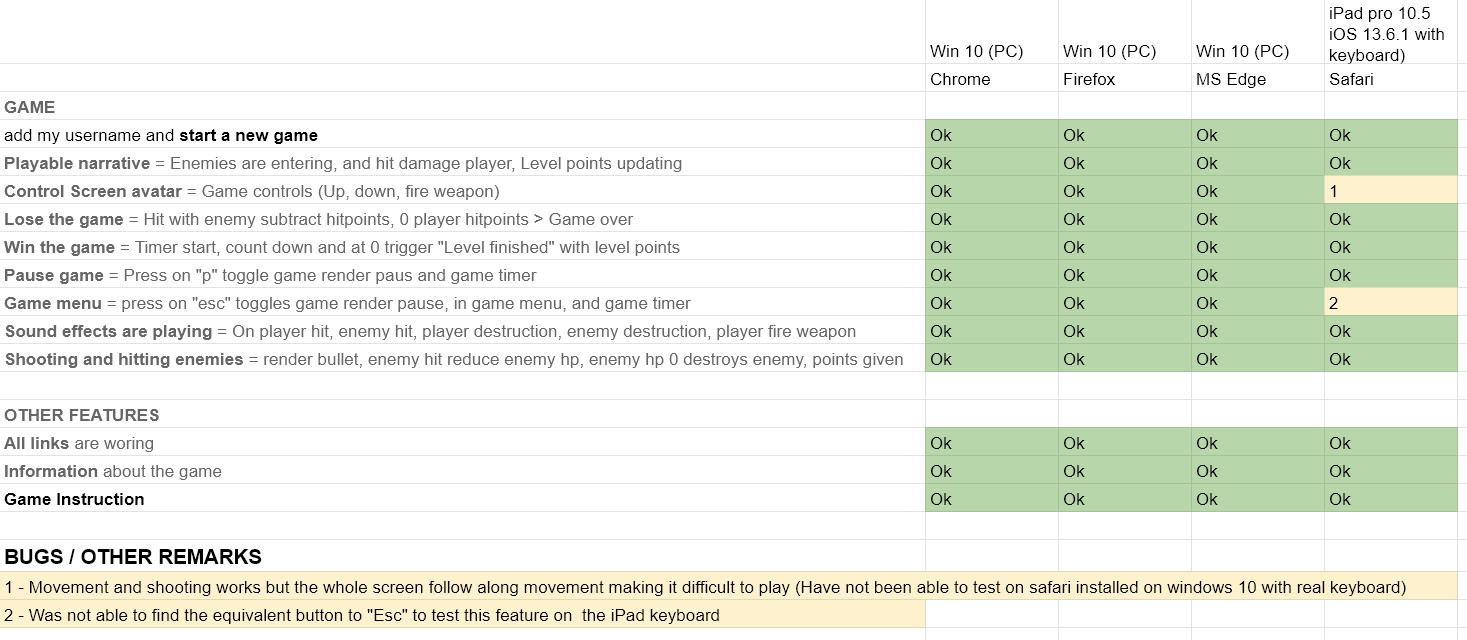 iPad pro 10.5
iOS 13.6.1 with
Win 10 (PC) Win 10 (PC) Win 10 (PC) keyboard)
Chrome Firefox MS Edge Safari
GAME
add my username and start a new game Ok Ok Ok Ok
Playable narrative = Enemies are entering, and hit damage player, Level points updating Ok Ok Ok Ok
Control Screen avatar = Game controls (Up, down, fire weapon) Ok Ok Ok 1
Lose the game = Hit with enemy subtract hitpoints, 0 player hitpoints > Game over Ok Ok Ok Ok
Win the game = Timer start, count down and at 0 trigger "Level finished" with level points Ok Ok Ok Ok
Pause game = Press on "p" toggle game render paus and game timer Ok Ok Ok Ok
Game menu = press on "esc" toggles game render pause, in game menu, and game timer Ok Ok Ok 2
Sound effects are playing = On player hit, enemy hit, player destruction, enemy destruction, player fire weapon Ok Ok Ok Ok
Shooting and hitting enemies = render bullet, enemy hit reduce enemy hp, enemy hp 0 destroys enemy, points given Ok Ok Ok Ok
OTHER FEATURES
All links are woring Ok Ok Ok Ok
Information about the game Ok Ok Ok Ok
Game Instruction Ok Ok Ok Ok
BUGS / OTHER REMARKS
1 - Movement and shooting works but the whole screen follow along movement making it difficult to play (Have not been able to test on safari installed on windows 10 with real keyboard)
2 - Was not able to find the equivalent button to "Esc" to test this feature on  the iPad keyboard